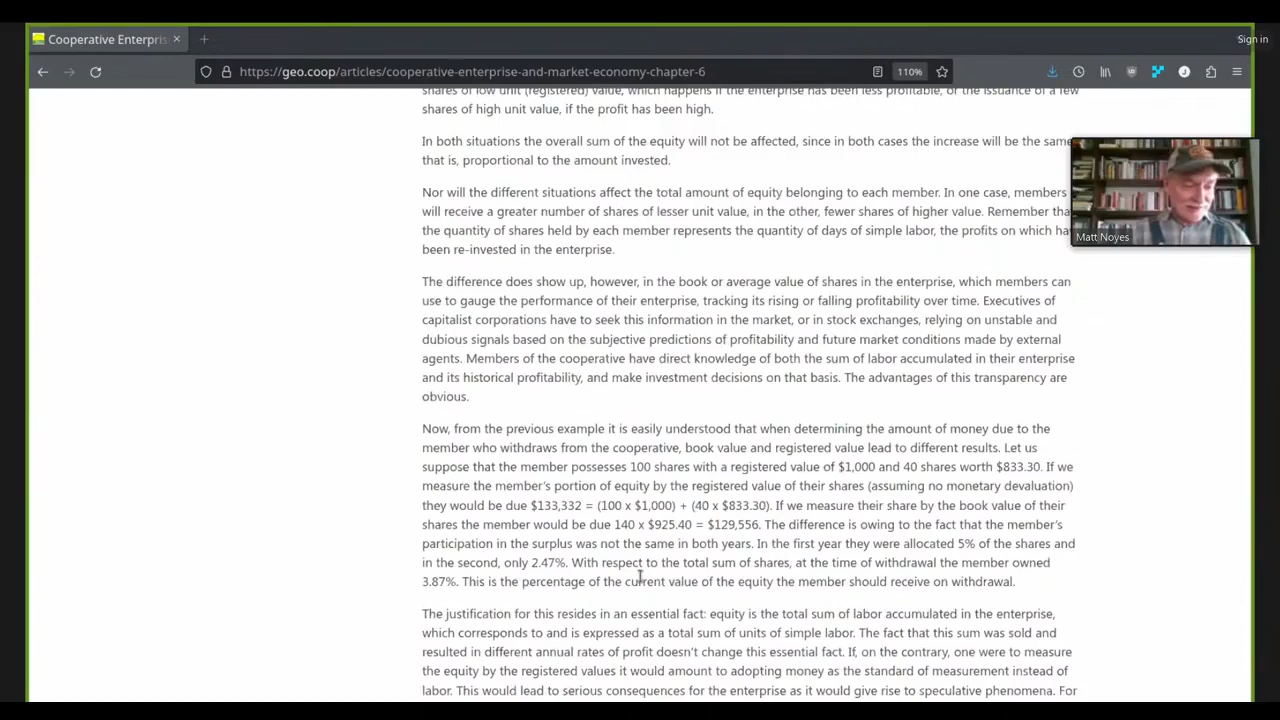 Cooperative Enterpris
Sign in
https://geo.coop/articles/cooperative-enterprise-and-market-economy-chapter-6
110%
shares of low unit (registered) value, which happens if the enterprise has been less profitable, or the issuance of a few
shares of high unit value, if the profit has been high.
In both situations the overall sum of the equity will not be affected, since in both cases the increase will be the same
that is, proportional to the amount invested.
Nor will the different situations affect the total amount of equity belonging to each member. In one case, members
will receive a greater number of shares of lesser unit value, in the other, fewer shares of higher value. Remember tha
the quantity of shares held by each member represents the quantity of days of simple labor, the profits on which hav
been re-invested in the enterprise.
Matt Noyes
The difference does show up, however, in the book or average value of shares in the enterprise, which members can
use to gauge the performance of their enterprise, tracking its rising or falling profitability over time. Executives of
capitalist corporations have to seek this information in the market, or in stock exchanges, relying on unstable and
dubious signals based on the subjective predictions of profitability and future market conditions made by external
agents. Members of the cooperative have direct knowledge of both the sum of labor accumulated in their enterprise
and its historical profitability, and make investment decisions on that basis. The advantages of this transparency are
obvious.
Now, from the previous example it is easily understood that when determining the amount of money due to the
member who withdraws from the cooperative, book value and registered value lead to different results. Let us
suppose that the member possesses 100 shares with a registered value of $1,000 and 40 shares worth $833.30. If we
measure the member's portion of equity by the registered value of their shares (assuming no monetary devaluation)
they would be due $133,332 = (100 x $1,000) + (40 x $833.30). If we measure their share by the book value of their
shares the member would be due 140 x $925.40 = $129,556. The difference is owing to the fact that the member's
participation in the surplus was not the same in both years. In the first year they were allocated 5% of the shares and
in the second, only 2.47%. With respect to the total sum of shares, at the time of withdrawal the member owned
3.87%. This is the percentage of the current value of the equity the member should receive on withdrawal.
The justification for this resides in an essential fact: equity is the total sum of labor accumulated in the enterprise,
which corresponds to and is expressed as a total sum of units of simple labor. The fact that this sum was sold and
resulted in different annual rates of profit doesn't change this essential fact. If, on the contrary, one were to measure
the equity by the registered values it would amount to adopting money as the standard of measurement instead of
labor. This would lead to serious consequences for the enterprise as it would give rise to speculative phenomena. For